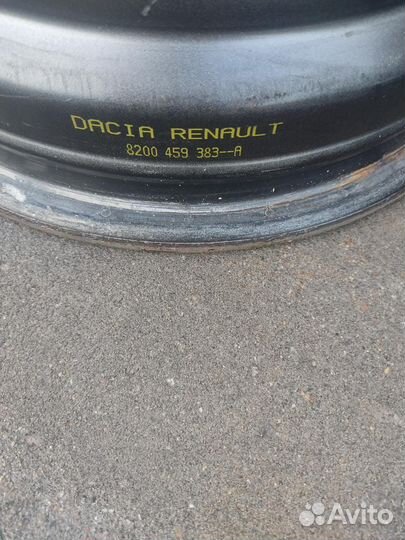 DACIA RENAULT
8200 459 383--A
Avito